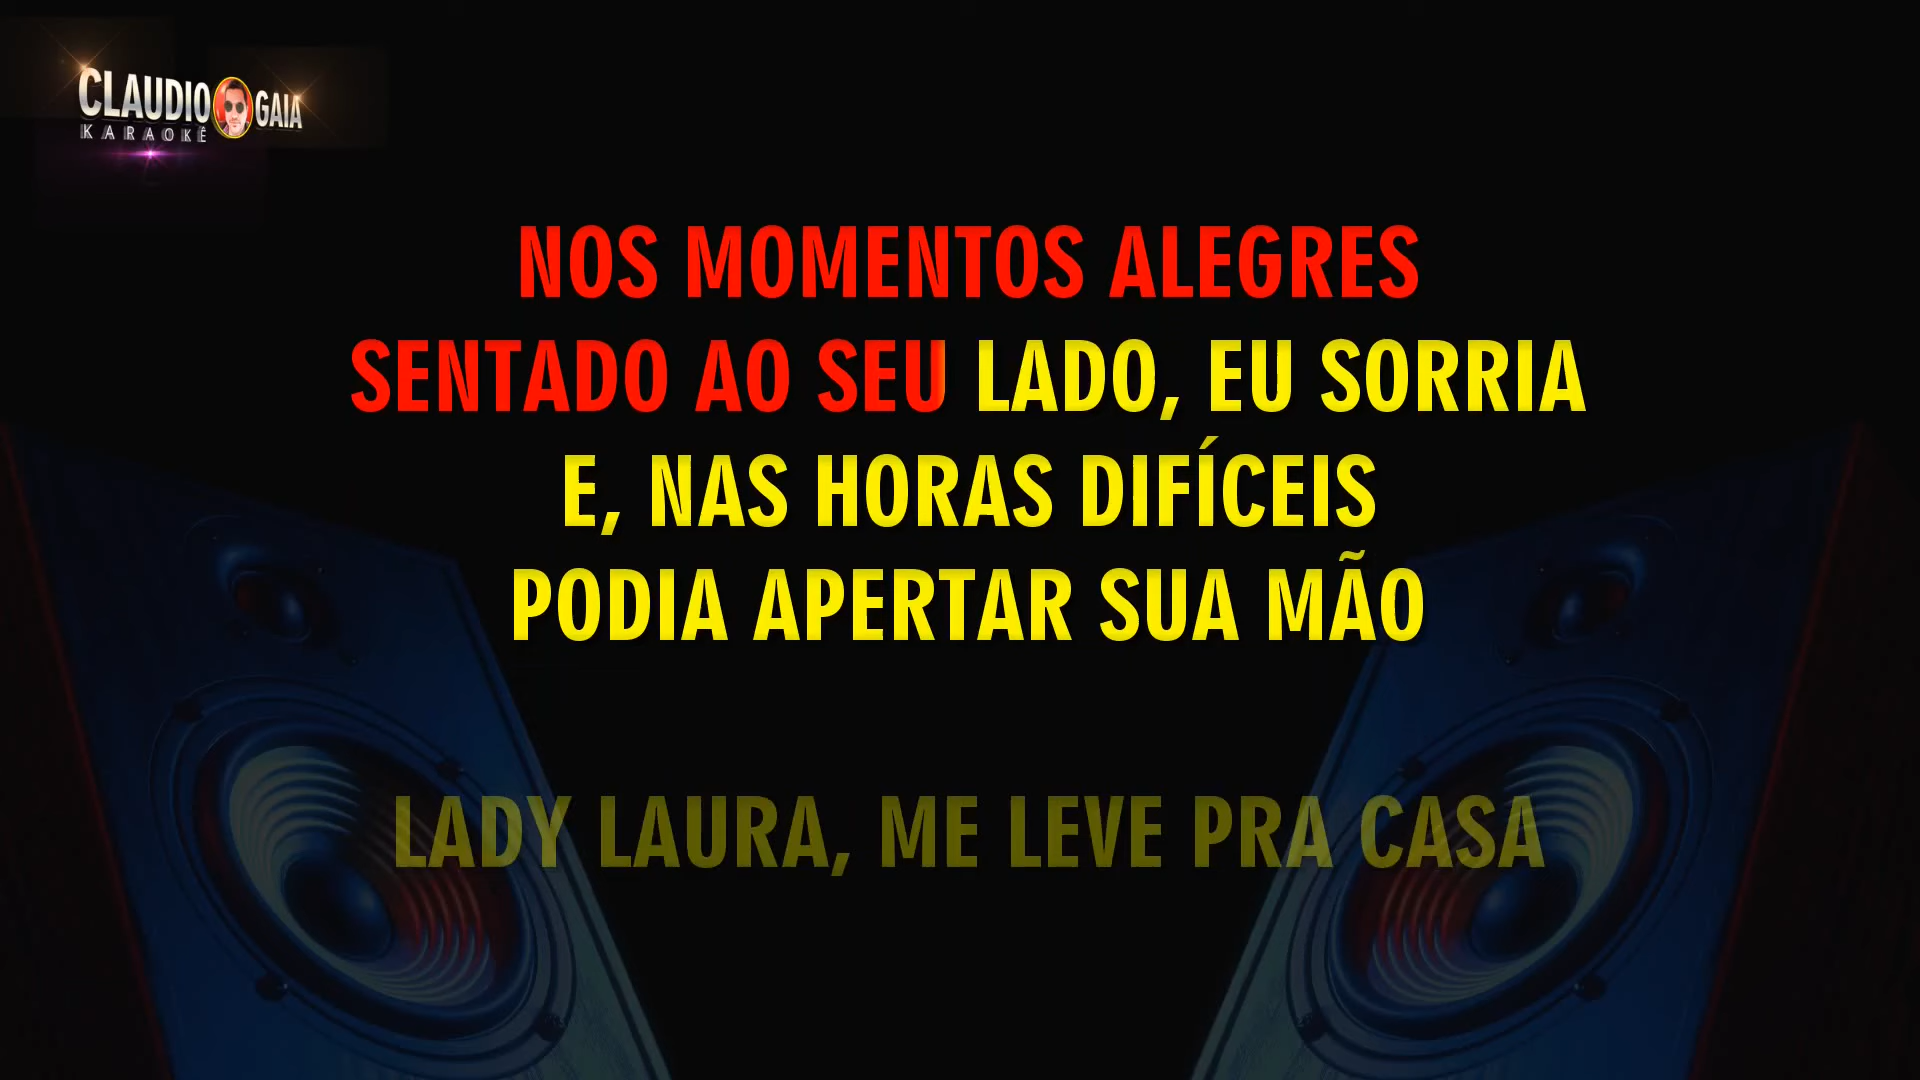 CLAUDIO GAIA
KARAOKÊ
NOS MOMENTOS ALEGRES
SENTADO AO SEU LADO, EU SORRIA
E, NAS HORAS DIFÍCEIS
PODIA APERTAR SUA MÃO
LADY LAURA, ME LEVE PRA CASA